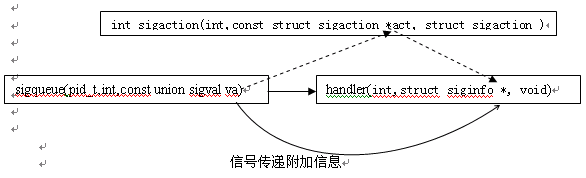 int sigaction(int,const struct sigaction *act, struct sigaction )
sigqueue(pid_t,int,const union sigval va)
handler(int,struct siginfo *, void)
信号传递附加信息